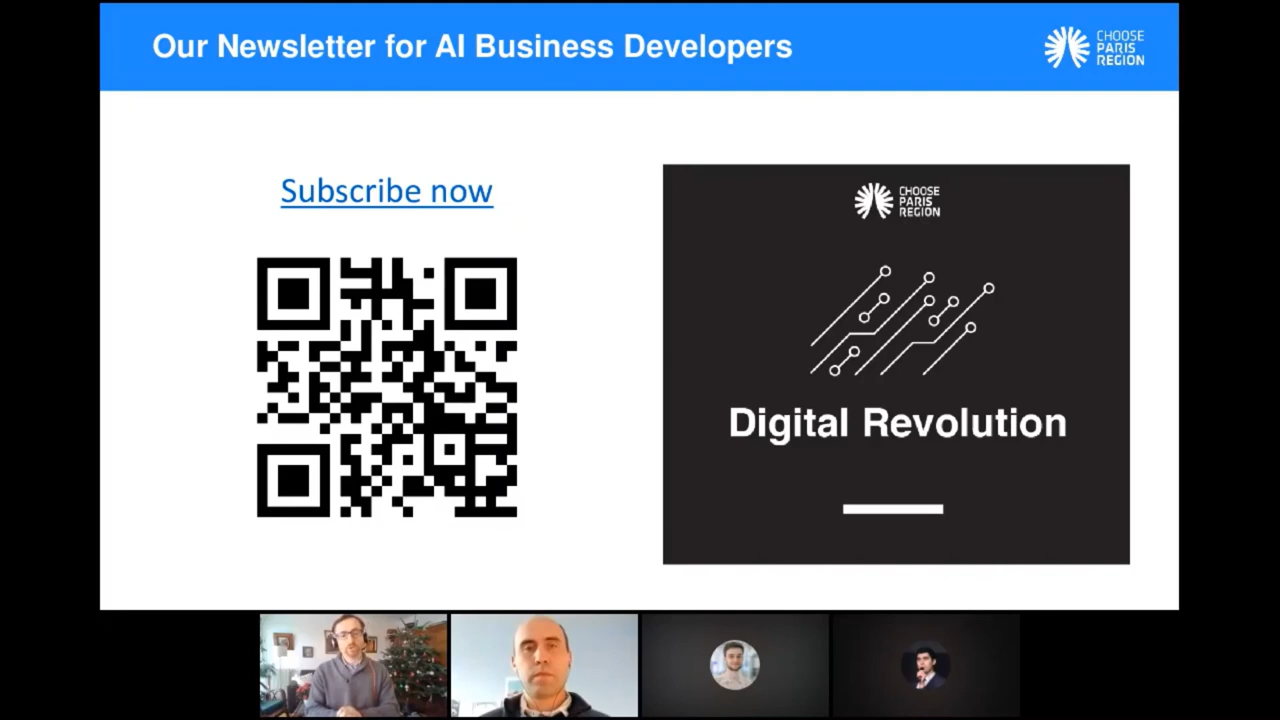 Our Newsletter for AI Business Developers
CHOOSE
PARIS
REGION
Subscribe now
CHOOSE
PARIS
REGION
Digital Revolution